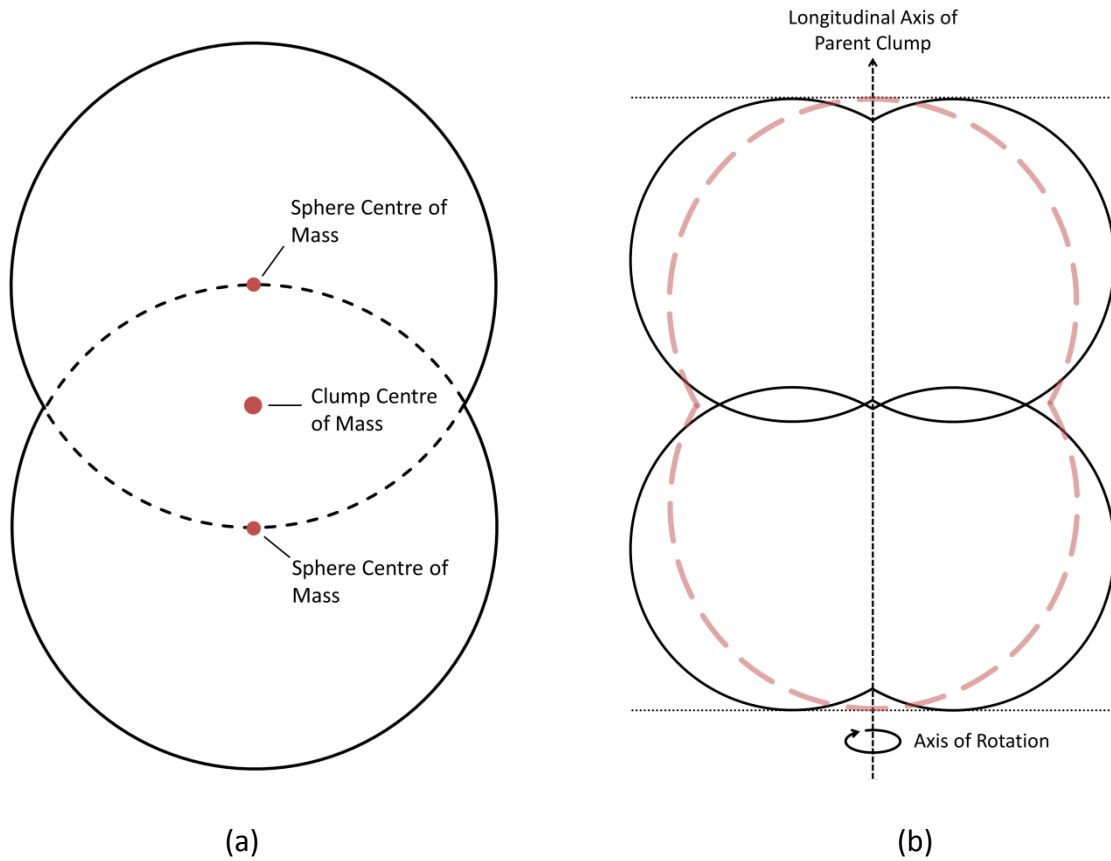 Sphere Centre of
Mass
Clump Centre
of Mass
Sphere Centre of
Mass
(a)
Longitudinal Axis of
Parent Clump
Axis of Rotation
(b)